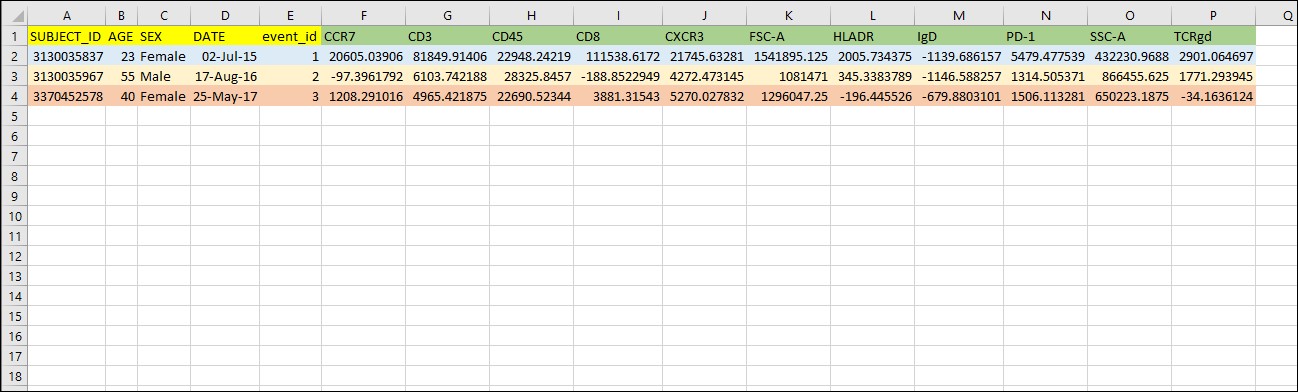 A B C D E F G H I J K L M N O P Q
1 SUBJECT_ID AGE SEX DATE event_id CCR7 CD3 CD45 CD8 CXCR3 FSC-A HLADR IgD PD-1 SSC-A TCRgd
2 3130035837 23 Female 02-Jul-15 1 20605.03906 81849.91406 22948.24219 111538.6172 21745.63281 1541895.125 2005.734375 -1139.686157 5479.477539 432230.9688 2901.064697
3 3130035967 55 Male 17-Aug-16 2 -97.3961792 6103.742188 28325.8457 -188.8522949 4272.473145 1081471 345.3383789 -1146.588257 1314.505371 866455.625 1771.293945
4 3370452578 40 Female 25-May-17 3 1208.291016 4965.421875 22690.52344 3881.31543 5270.027832 1296047.25 -196.445526 -679.8803101 1506.113281 650223.1875 -34.1636124
5
6
7
8
9
10
11
12
13
14
15
16
17
18